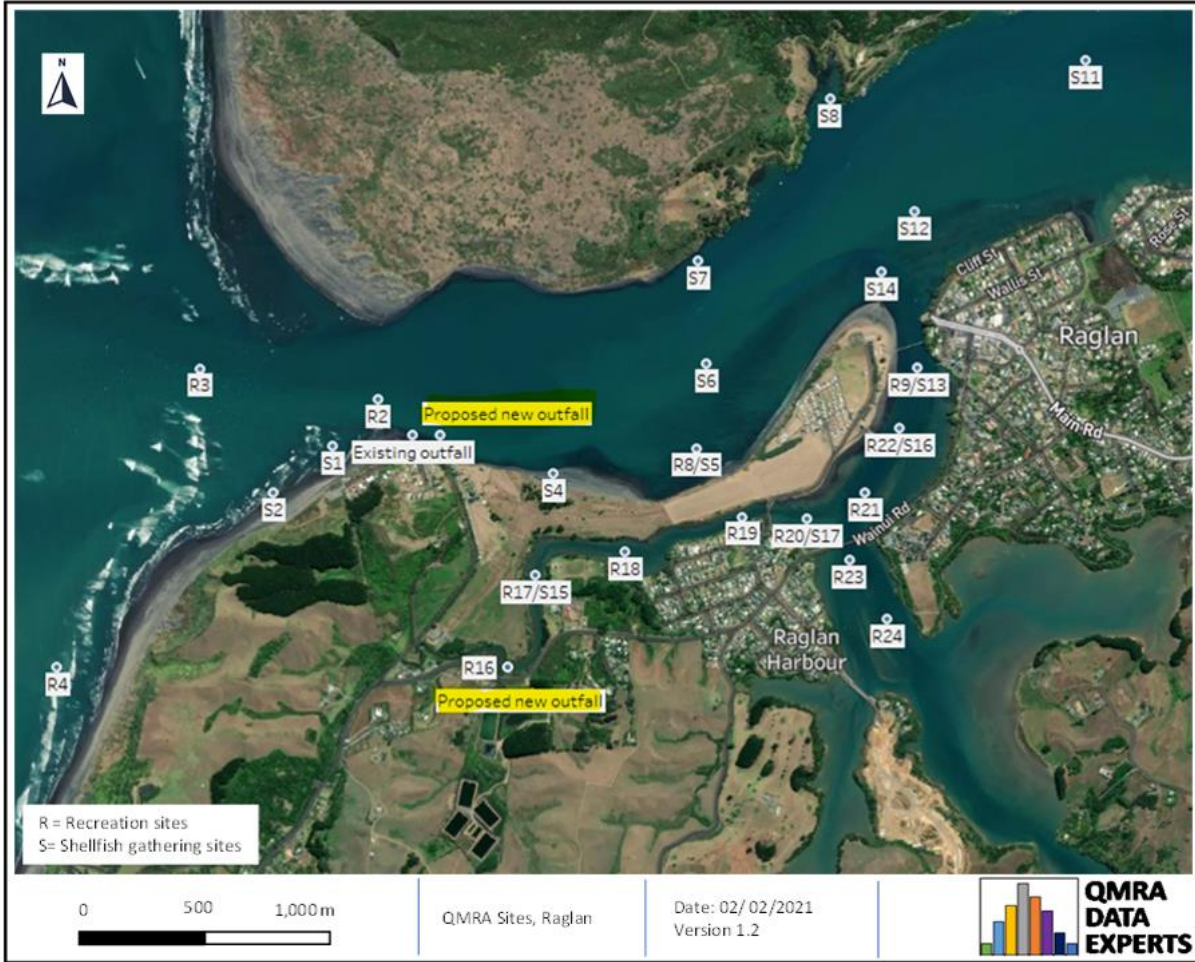 N
S11
S8
S12
Rose St
Cliff St
Wallis St
S7
S14
Raglan
R3
S6
R9/S13
R2
Proposed new outfall
Main Rd
R22/S16
Existing outfall
S1
R8/S5
S4
S2
R21
Wainui Rd
R19
R20/S17
R18
R23
R17/S15
R24
Raglan
Harbour
R16
R4
Proposed new outfall
R = Recreation sites
S= Shellfish gathering sites
0 500 1,000 m
QMRA Sites, Raglan
Date: 02/ 02/2021
Version 1.2
QMRA
DATA
EXPERTS